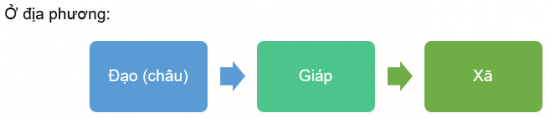 Ở địa phương:
Đạo (châu)
Giáp
Xã